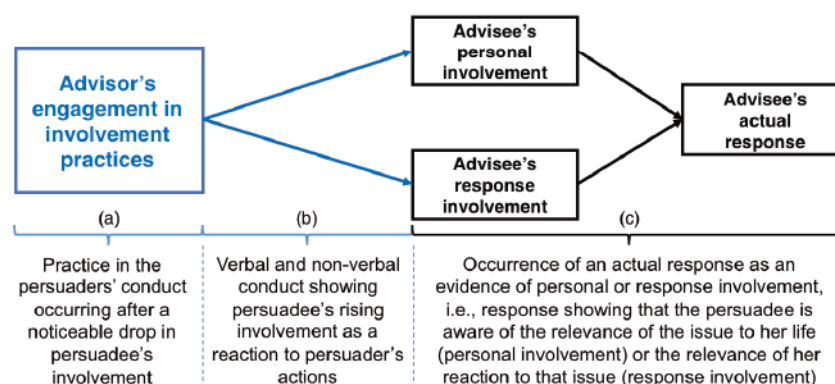 Advisor's
engagement in
involvement
practices
Advisee's
personal
involvement
Advisee's
response
involvement
Advisee's
actual
response
(a)
(b)
(c)
Practice in the
persuaders' conduct
occurring after a
noticeable drop in
persuadee's
involvement
Verbal and non-verbal
conduct showing
persuadee's rising
involvement as a
reaction to persuader's
actions
Occurrence of an actual response as an
evidence of personal or response involvement,
i.e., response showing that the persuadee is
aware of the relevance of the issue to her life
(personal involvement) or the relevance of her
reaction to that issue (response involvement)